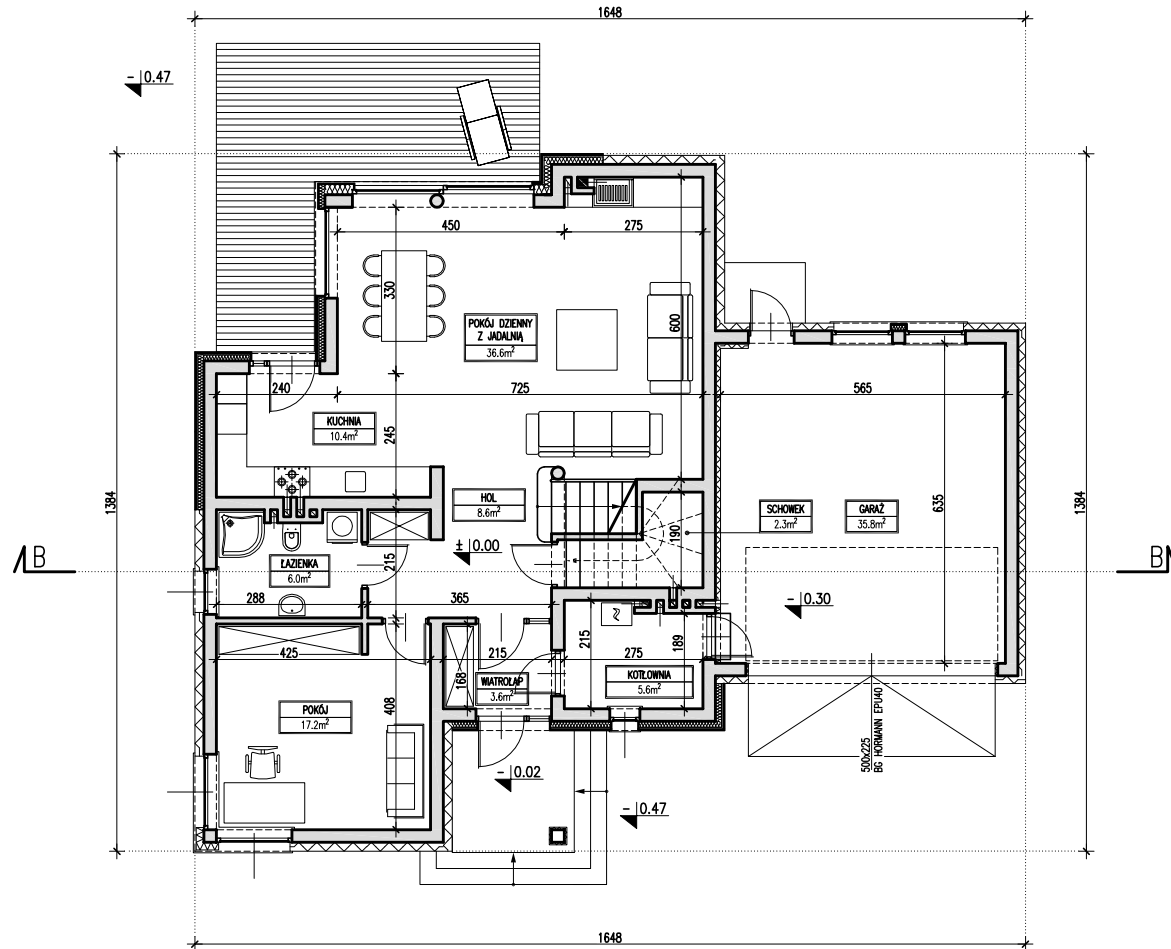 1648
- 0.47
450
275
330
600
POKÓJ DZIENNY
Z JADALNIĄ
36.6m²
240
725
565
KUCHNIA
10.4m²
245
1384
1384
HOL
8.6m²
SCHOWEK
2.3m²
GARAŻ
35.8m²
635
190
± 0.00
215
ŁAZIENKA
6.0m²
B
B
288
365
- 0.30
215
189
425
215
275
168
WIATROŁAP
3.6m²
KOTŁOWNIA
5.6m²
POKÓJ
17.2m²
408
500x225
BG HORMANN EPU40
- 0.02
- 0.47
1648